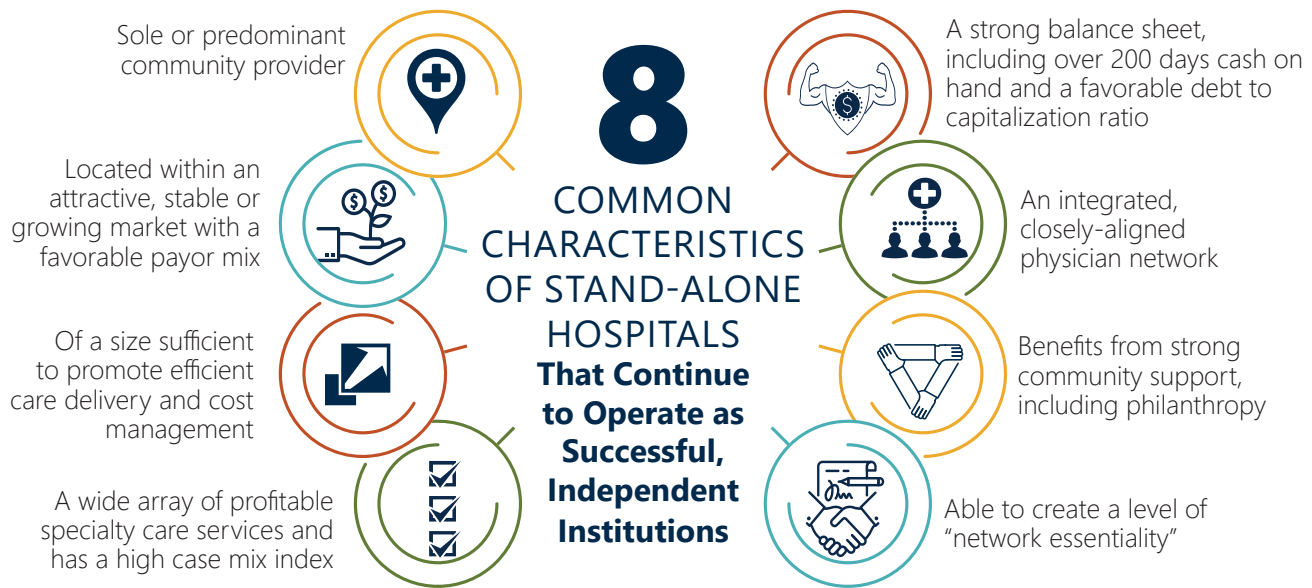 8
COMMON
CHARACTERISTICS
OF STAND-ALONE
HOSPITALS
That Continue
to Operate as
Successful,
Independent
Institutions
Sole or predominant
community provider
Located within an
attractive, stable or
growing market with a
favorable payor mix
Of a size sufficient
to promote efficient
care delivery and cost
management
A wide array of profitable
specialty care services and
has a high case mix index
A strong balance sheet,
including over 200 days cash on
hand and a favorable debt to
capitalization ratio
An integrated,
closely-aligned
physician network
Benefits from strong
community support,
including philanthropy
Able to create a level of
“network essentiality”